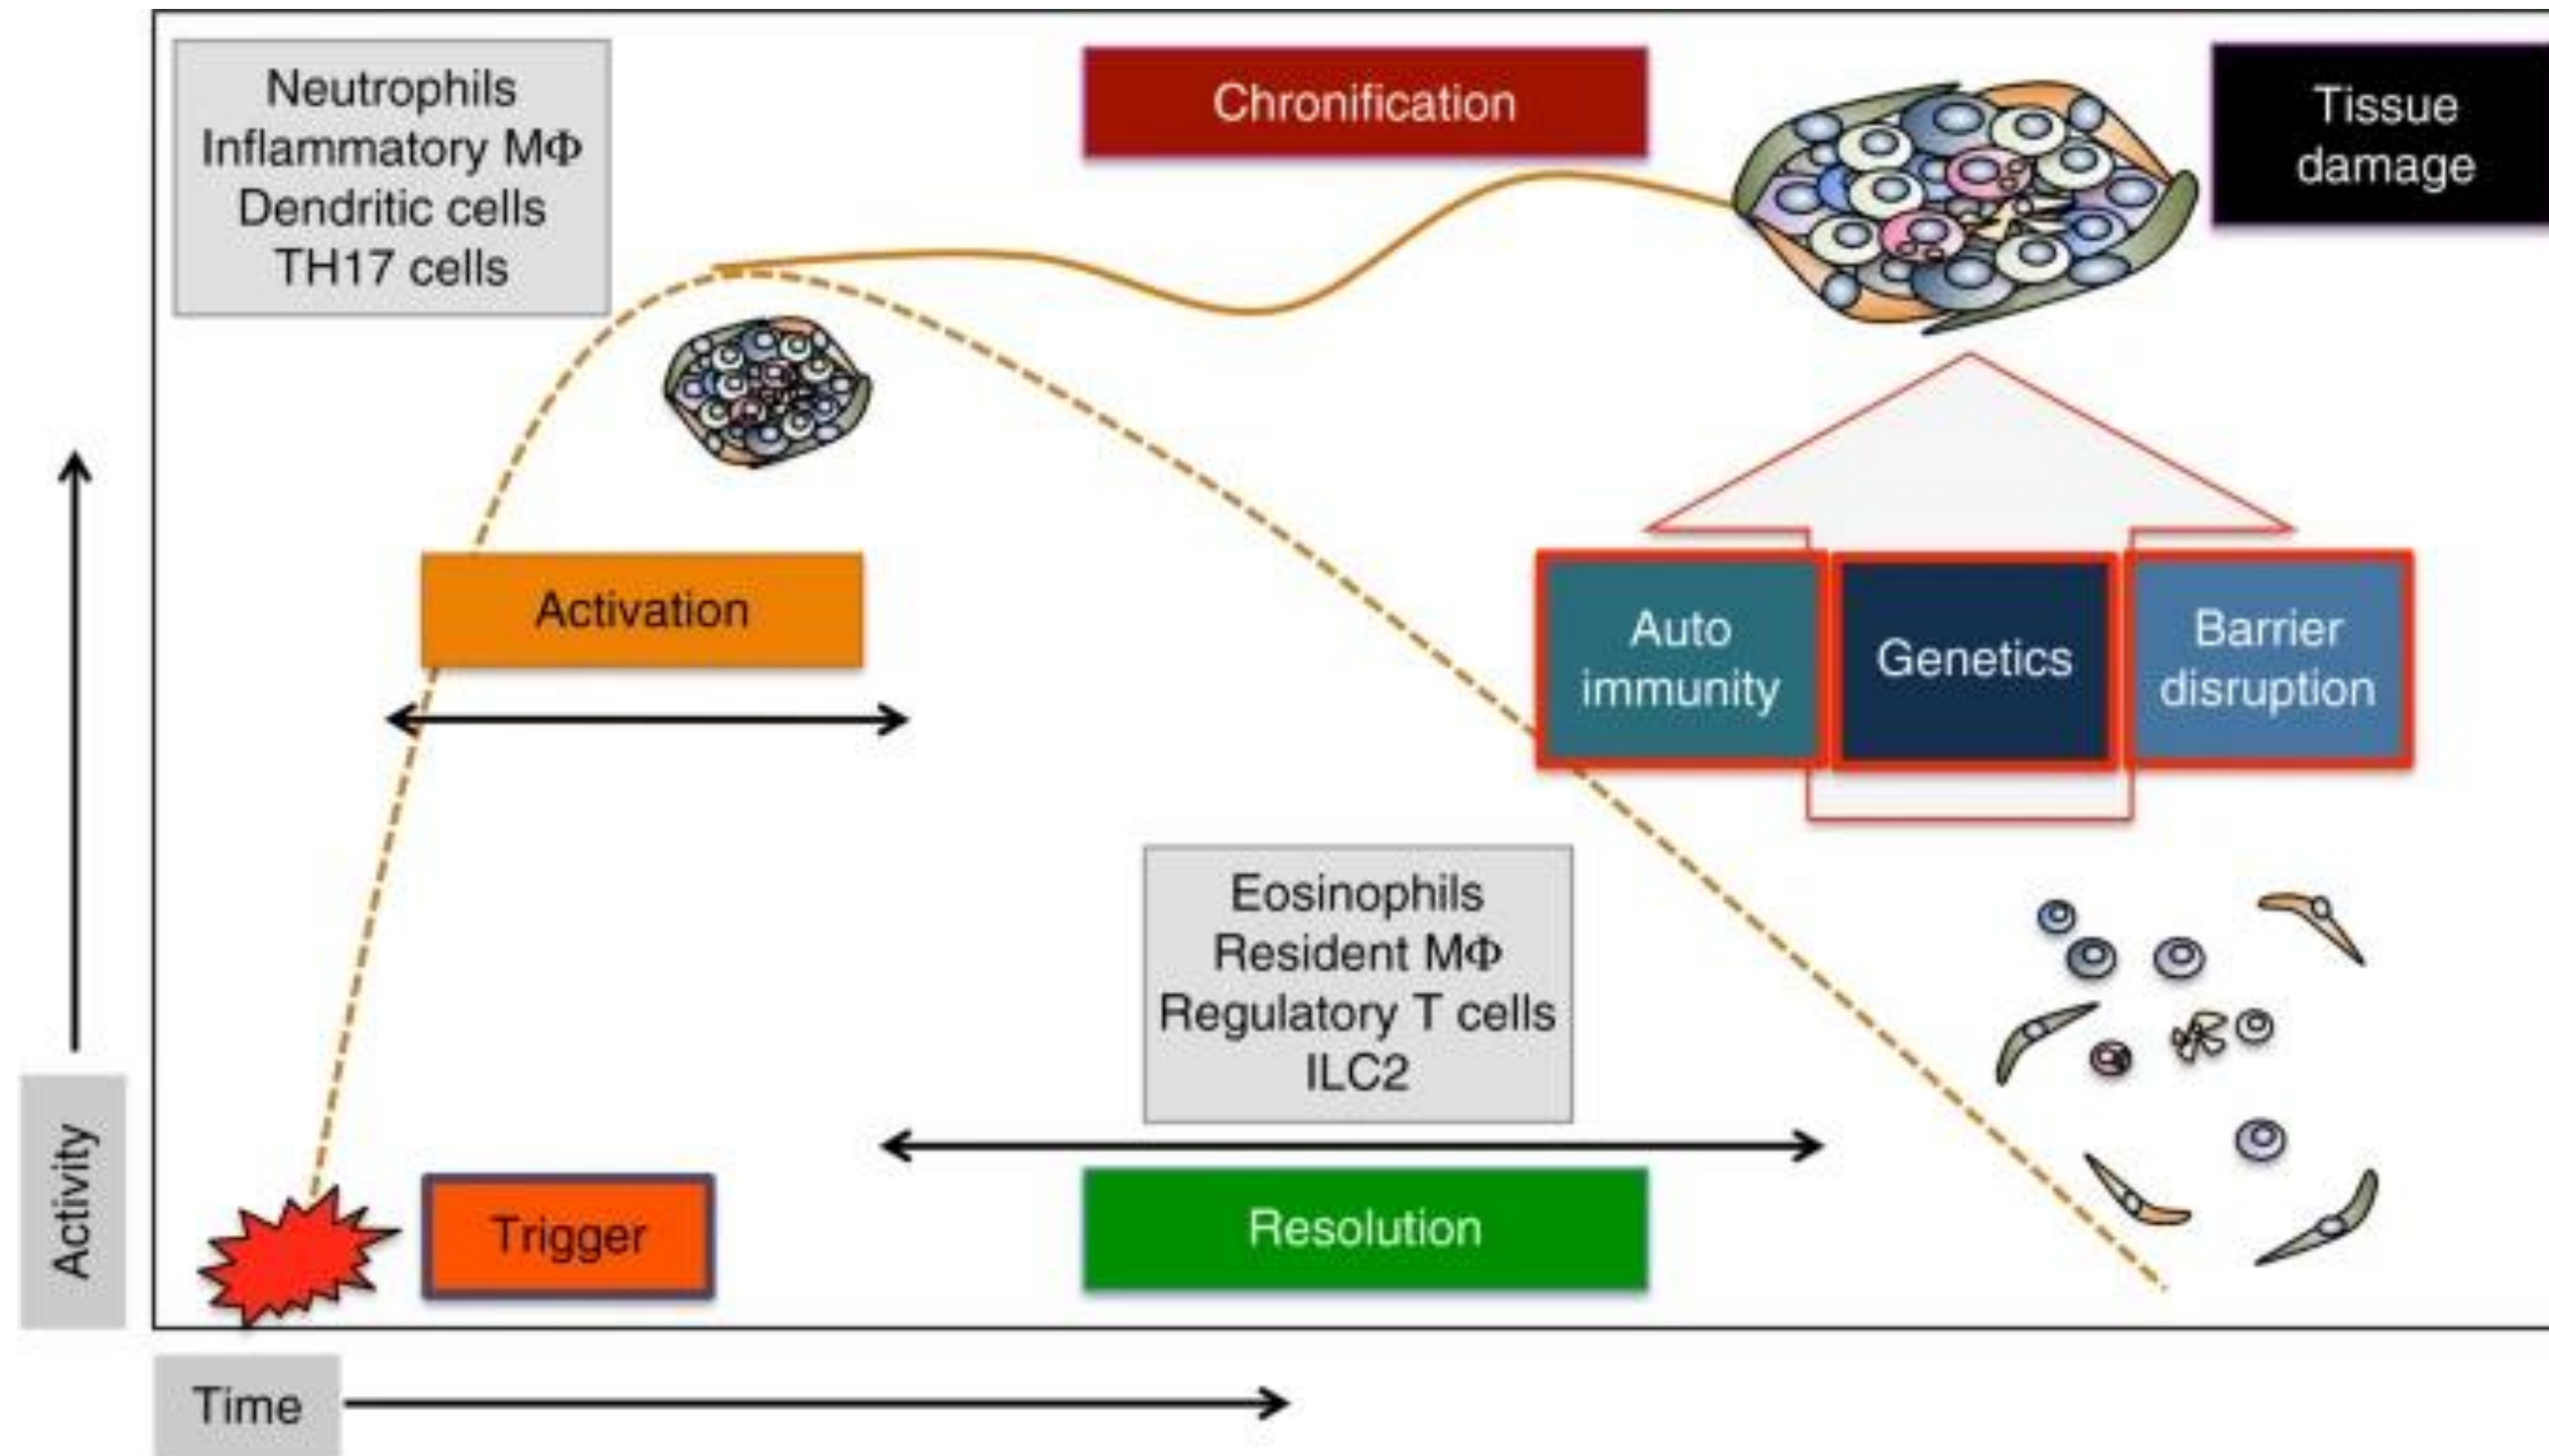 Neutrophils
Inflammatory MΦ
Dendritic cells
TH17 cells
Chronification
Tissue
damage
Activation
Auto
immunity
Genetics
Barrier
disruption
Eosinophils
Resident MΦ
Regulatory T cells
ILC2
Trigger
Resolution
Activity
Time